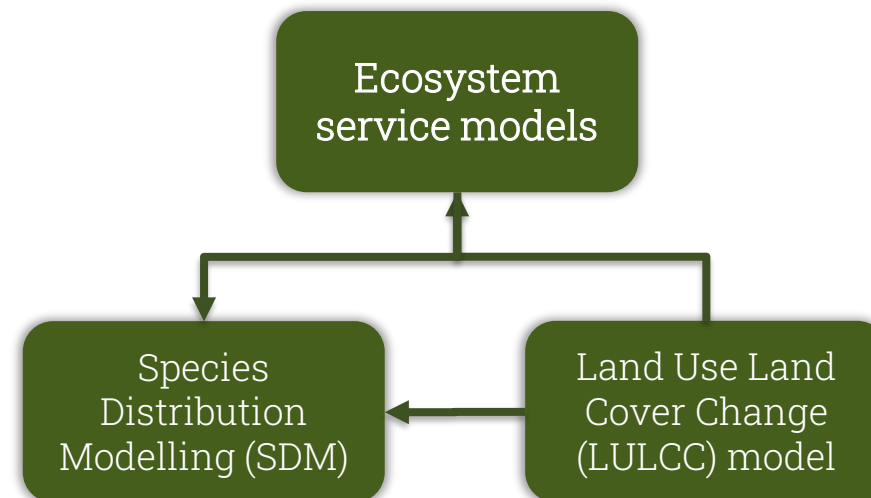 Ecosystem
service models
Species
Distribution
Modelling (SDM)
Land Use Land
Cover Change
(LULCC) model